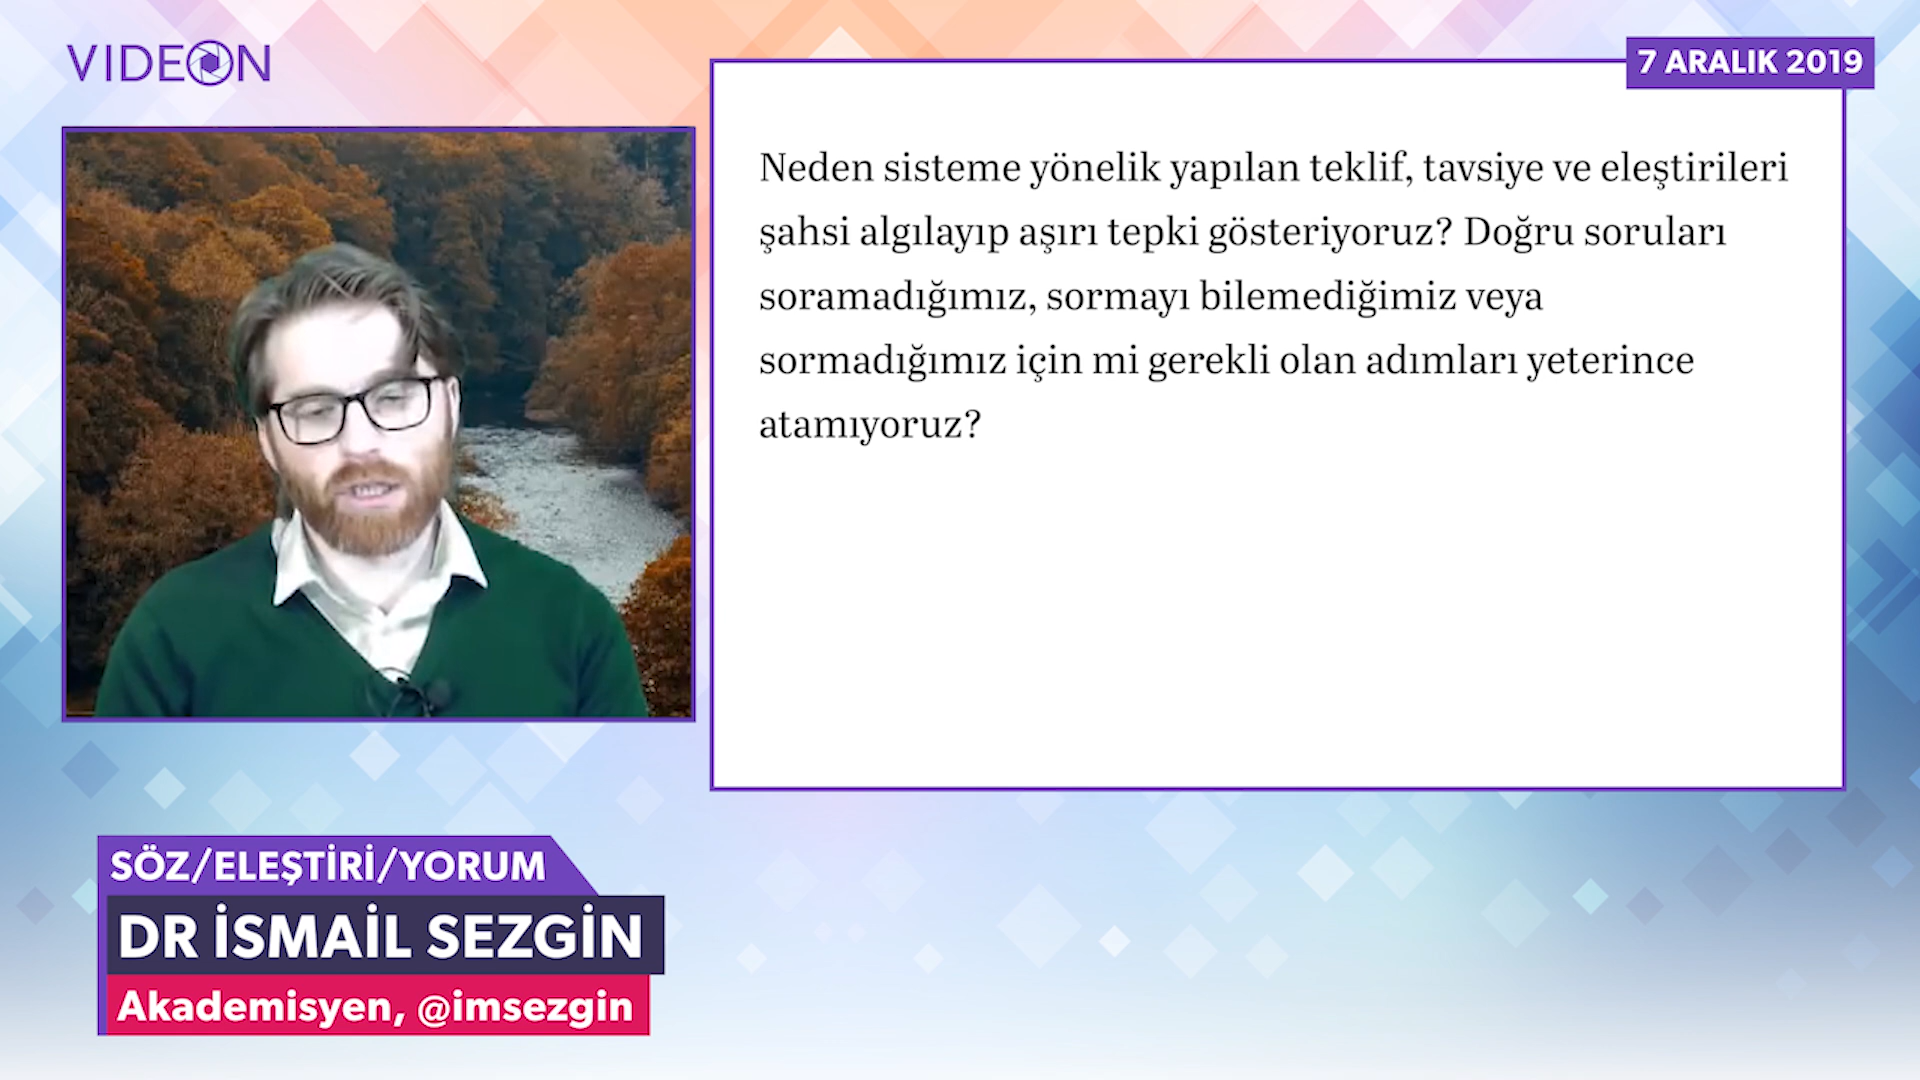 VIDEON
7 ARALIK 2019
Neden sisteme yönelik yapılan teklif, tavsiye ve eleştirileri
şahsi algılayıp aşırı tepki gösteriyoruz? Doğru soruları
soramadığımız, sormayı bilemediğimiz veya
sormadığımız için mi gerekli olan adımları yeterince
atamıyoruz?
SÖZ/ELEŞTİRİ/YORUM
DR İSMAİL SEZGİN
Akademisyen, @imsezgin